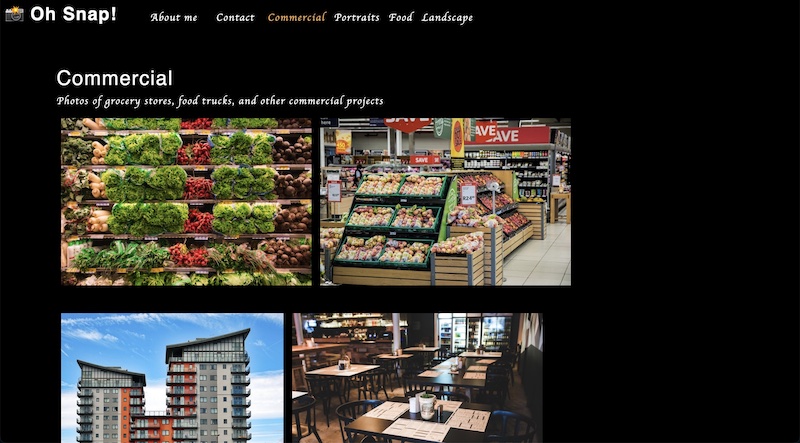 Oh Snap! About me Contact Commercial Portraits Food Landscape
Commercial
Photos of grocery stores, food trucks, and other commercial projects
SAVE
SAVE
SAVE